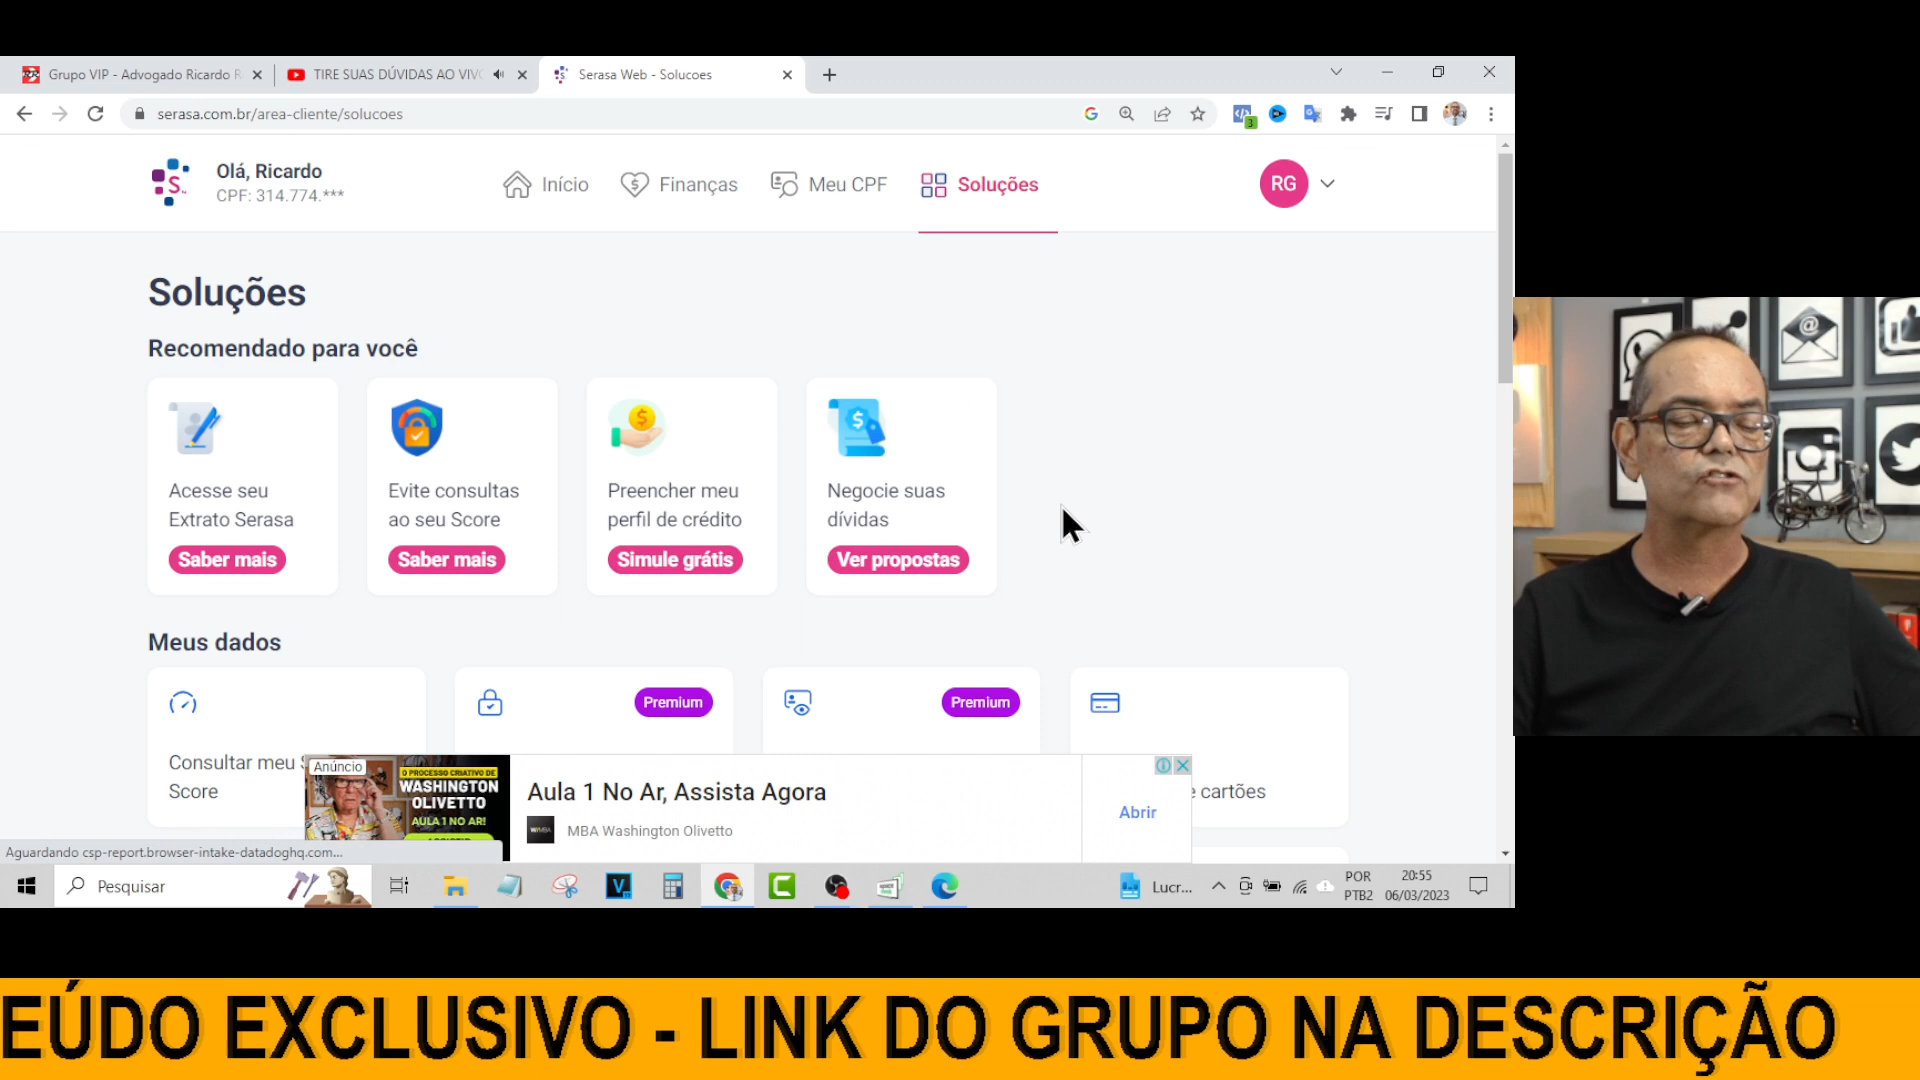 Grupo VIP - Advogado Ricardo R
TIRE SUAS DÚVIDAS AO VIVO
Serasa Web - Solucoes
serasa.com.br/area-cliente/solucoes
3
Olá, Ricardo
CPF: 314.774.***
Início
Finanças
Meu CPF
Soluções
RG
Soluções
Recomendado para você
Acesse seu
Extrato Serasa
Saber mais
Evite consultas
ao seu Score
Saber mais
Preencher meu
perfil de crédito
Simule grátis
Negocie suas
dívidas
Ver propostas
Meus dados
Premium
Premium
Consultar meu S
Score
e cartões
Anúncio
O PROCESSO CRIATIVO DE
WASHINGTON
OLIVETTO
AULA 1 NO AR!
Aula 1 No Ar, Assista Agora
MBA Washington Olivetto
Abrir
Aguardando csp-report.browser-intake-datadoghq.com...
Pesquisar
Lucr...
POR
PTB2
20:55
06/03/2023
EÚDO EXCLUSIVO - LINK DO GRUPO NA DESCRIÇÃO